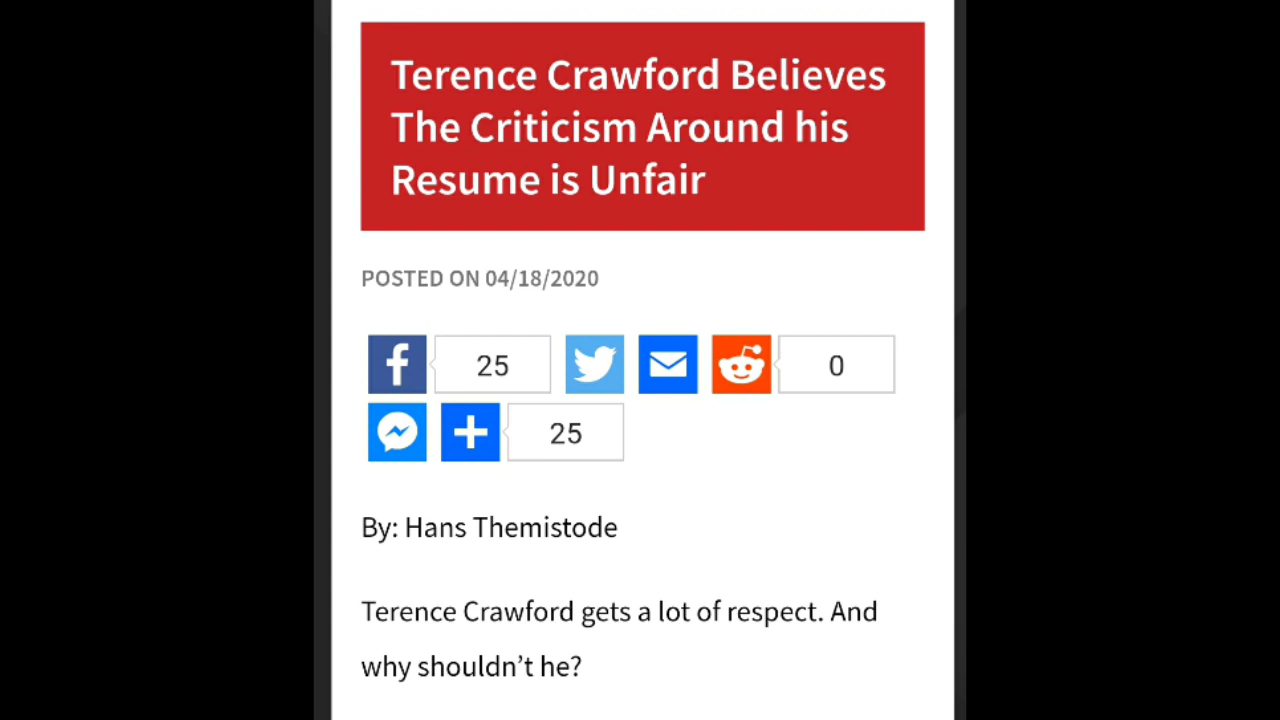 Terence Crawford Believes
The Criticism Around his
Resume is Unfair
POSTED ON 04/18/2020
25
0
25
By: Hans Themistode
Terence Crawford gets a lot of respect. And
why shouldn’t he?